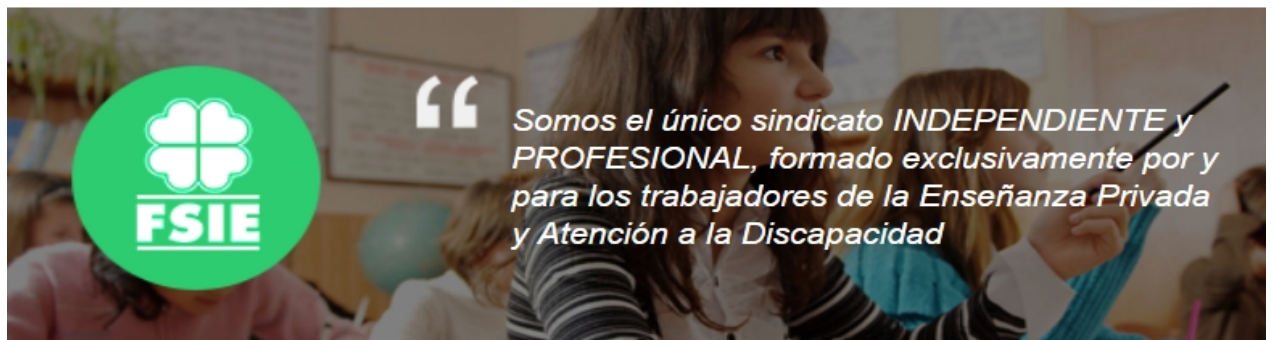 FSIE
“
Somos el único sindicato INDEPENDIENTE y
PROFESIONAL, formado exclusivamente por y
para los trabajadores de la Enseñanza Privada
y Atención a la Discapacidad